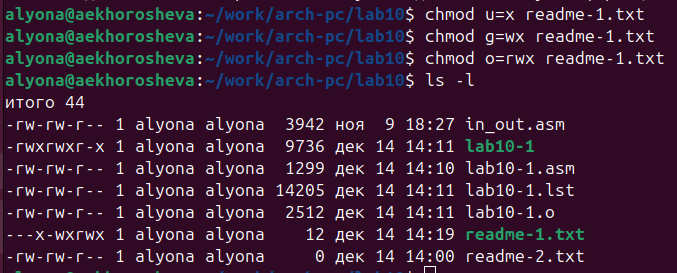 alyona@aekhorosheva:~/work/arch-pc/lab10$ chmod u=x readme-1.txt
alyona@aekhorosheva:~/work/arch-pc/lab10$ chmod g=wx readme-1.txt
alyona@aekhorosheva:~/work/arch-pc/lab10$ chmod o=rwx readme-1.txt
alyona@aekhorosheva:~/work/arch-pc/lab10$ ls -l
итого 44
-rw-rw-r-- 1 alyona alyona  3942 ноя  9 18:27 in_out.asm
-rwxrwxr-x 1 alyona alyona  9736 дек 14 14:11 lab10-1
-rw-rw-r-- 1 alyona alyona  1299 дек 14 14:10 lab10-1.asm
-rw-rw-r-- 1 alyona alyona 14205 дек 14 14:11 lab10-1.lst
-rw-rw-r-- 1 alyona alyona  2512 дек 14 14:11 lab10-1.o
---x-wxrwx 1 alyona alyona    12 дек 14 14:19 readme-1.txt
-rw-rw-r-- 1 alyona alyona     0 дек 14 14:00 readme-2.txt